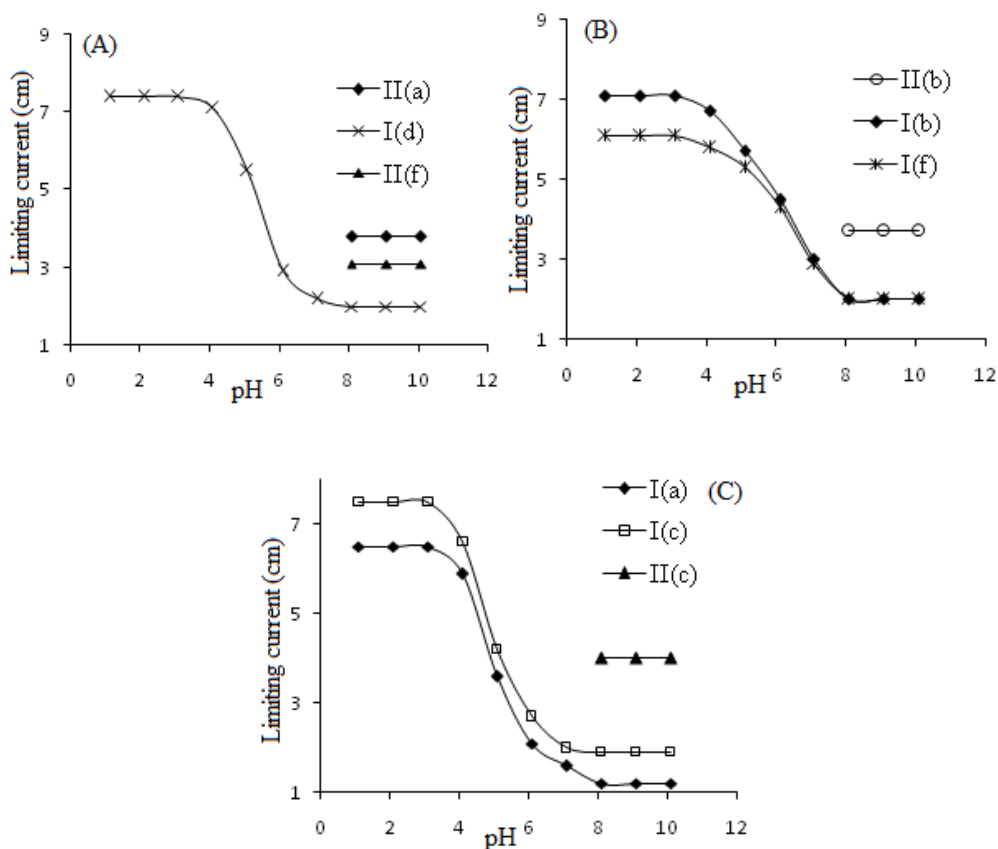 (A)
9
7
5
3
1
Limiting current (cm)
0 2 4 6 8 10 12
pH
II(a)
I(d)
II(f)
(B)
9
7
5
3
1
Limiting current (cm)
0 2 4 6 8 10 12
pH
II(b)
I(b)
I(f)
(C)
7
5
3
1
Limiting current (cm)
0 2 4 6 8 10 12
pH
I(a)
I(c)
II(c)